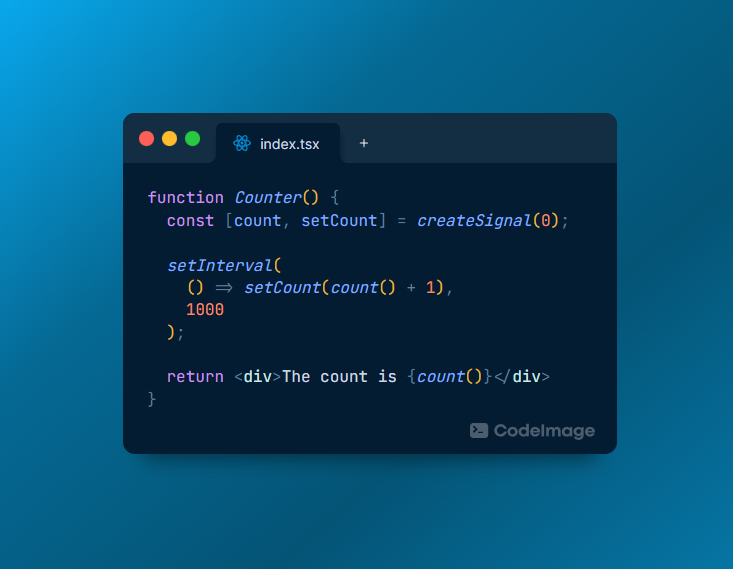 index.tsx +
function Counter() {
  const [count, setCount] = createSignal(0);
  setInterval(
    () => setCount(count() + 1),
    1000
  );
  return <div>The count is {count()}</div>
}
CodeImage